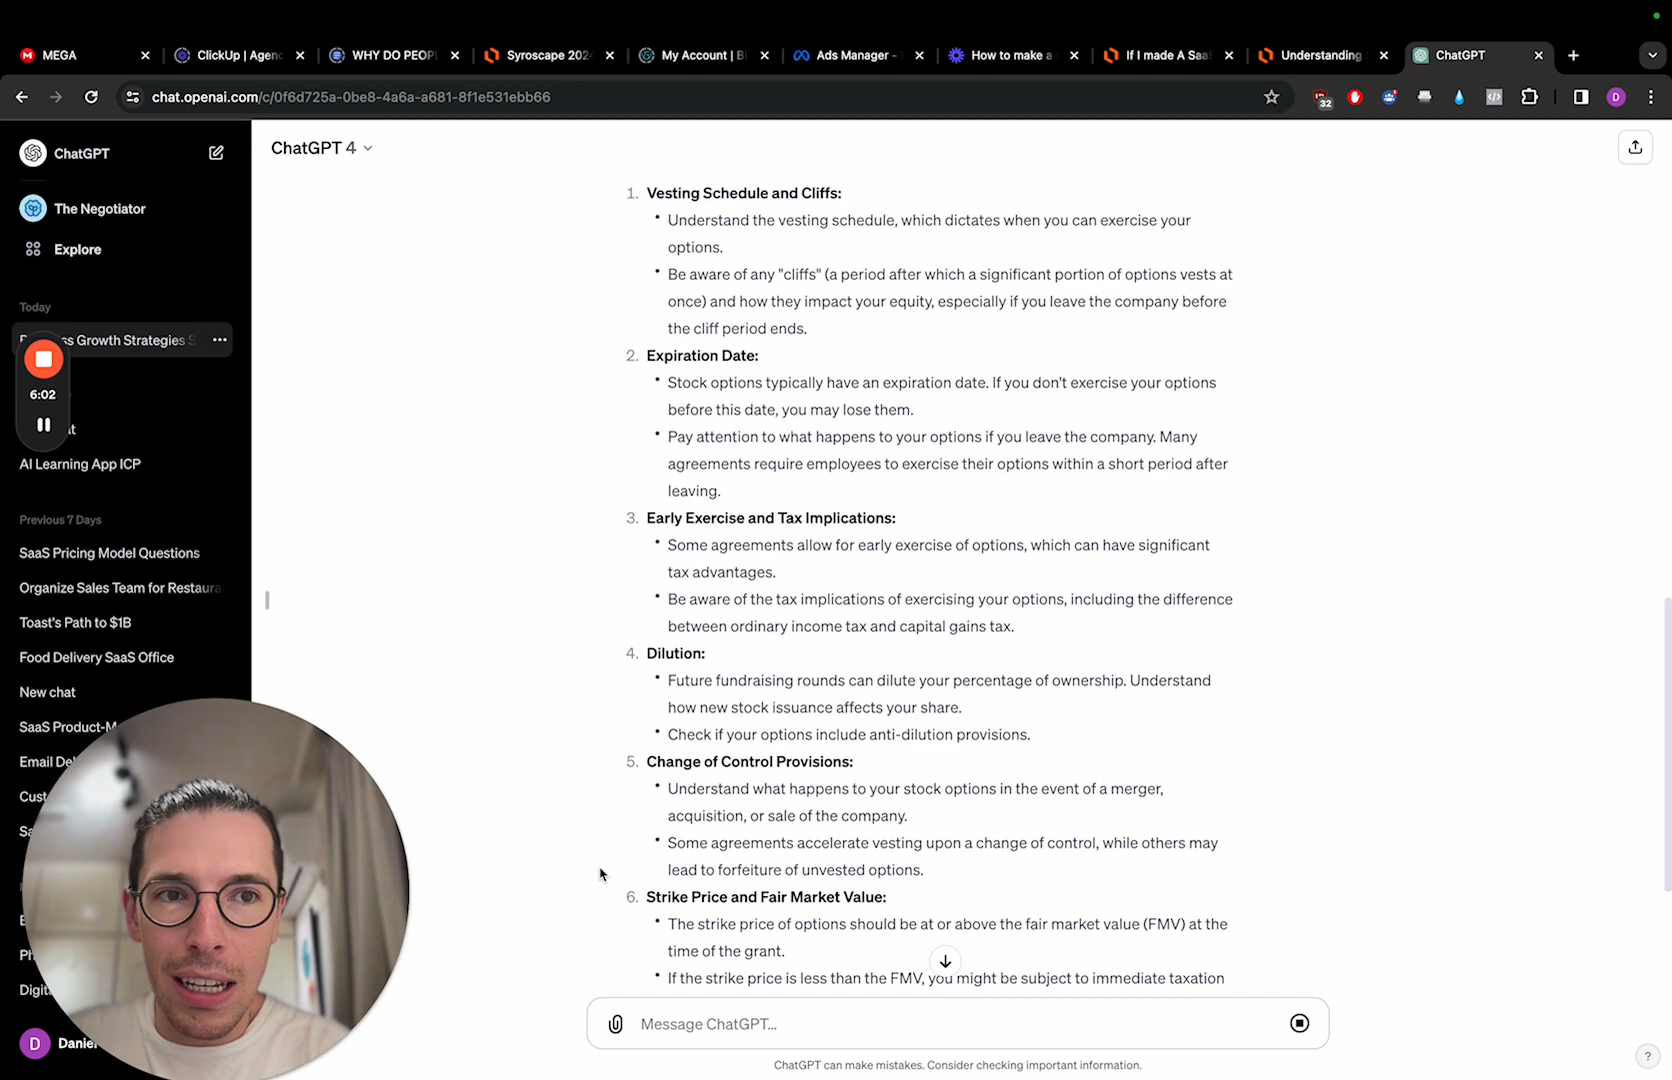 MEGA
ClickUp | Agenc
WHY DO PEOPL
Syroscape 202
My Account | B
Ads Manager -
How to make a
If I made A SaaS
Understanding
ChatGPT
chat.openai.com/c/0f6d725a-0be8-4a6a-a681-8f1e531ebb66
32
D
ChatGPT
ChatGPT 4
The Negotiator
Explore
Today
ss Growth Strategies S
6:02
at
AI Learning App ICP
Previous 7 Days
SaaS Pricing Model Questions
Organize Sales Team for Restaura
Toast's Path to $1B
Food Delivery SaaS Office
New chat
SaaS Product-M
Email De
Cust
Sa
Ph
Digit
D
Daniel
1. Vesting Schedule and Cliffs:
• Understand the vesting schedule, which dictates when you can exercise your
options.
• Be aware of any "cliffs" (a period after which a significant portion of options vests at
once) and how they impact your equity, especially if you leave the company before
the cliff period ends.
2. Expiration Date:
• Stock options typically have an expiration date. If you don't exercise your options
before this date, you may lose them.
• Pay attention to what happens to your options if you leave the company. Many
agreements require employees to exercise their options within a short period after
leaving.
3. Early Exercise and Tax Implications:
• Some agreements allow for early exercise of options, which can have significant
tax advantages.
• Be aware of the tax implications of exercising your options, including the difference
between ordinary income tax and capital gains tax.
4. Dilution:
• Future fundraising rounds can dilute your percentage of ownership. Understand
how new stock issuance affects your share.
• Check if your options include anti-dilution provisions.
5. Change of Control Provisions:
• Understand what happens to your stock options in the event of a merger,
acquisition, or sale of the company.
• Some agreements accelerate vesting upon a change of control, while others may
lead to forfeiture of unvested options.
6. Strike Price and Fair Market Value:
• The strike price of options should be at or above the fair market value (FMV) at the
time of the grant.
• If the strike price is less than the FMV, you might be subject to immediate taxation
Message ChatGPT...
ChatGPT can make mistakes. Consider checking important information.
?